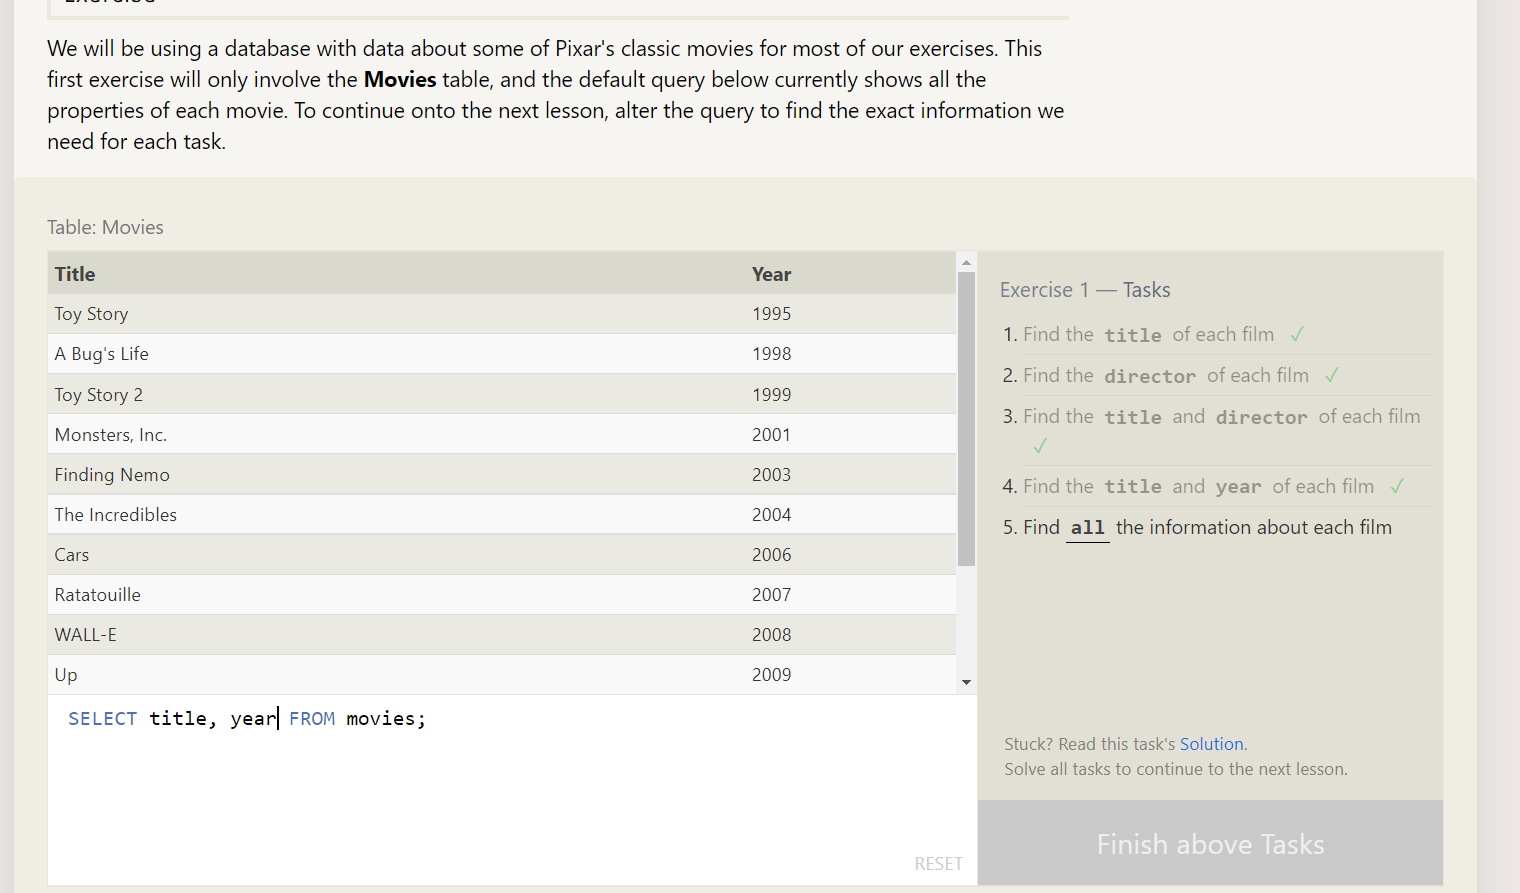 We will be using a database with data about some of Pixar's classic movies for most of our exercises. This
first exercise will only involve the Movies table, and the default query below currently shows all the
properties of each movie. To continue onto the next lesson, alter the query to find the exact information we
need for each task.
Table: Movies
Title Year
Toy Story 1995
A Bug's Life 1998
Toy Story 2 1999
Monsters, Inc. 2001
Finding Nemo 2003
The Incredibles 2004
Cars 2006
Ratatouille 2007
WALL-E 2008
Up 2009
SELECT title, year FROM movies;
RESET
Exercise 1 — Tasks
1. Find the title of each film ✓
2. Find the director of each film ✓
3. Find the title and director of each film
✓
4. Find the title and year of each film ✓
5. Find all the information about each film
Stuck? Read this task's Solution.
Solve all tasks to continue to the next lesson.
Finish above Tasks